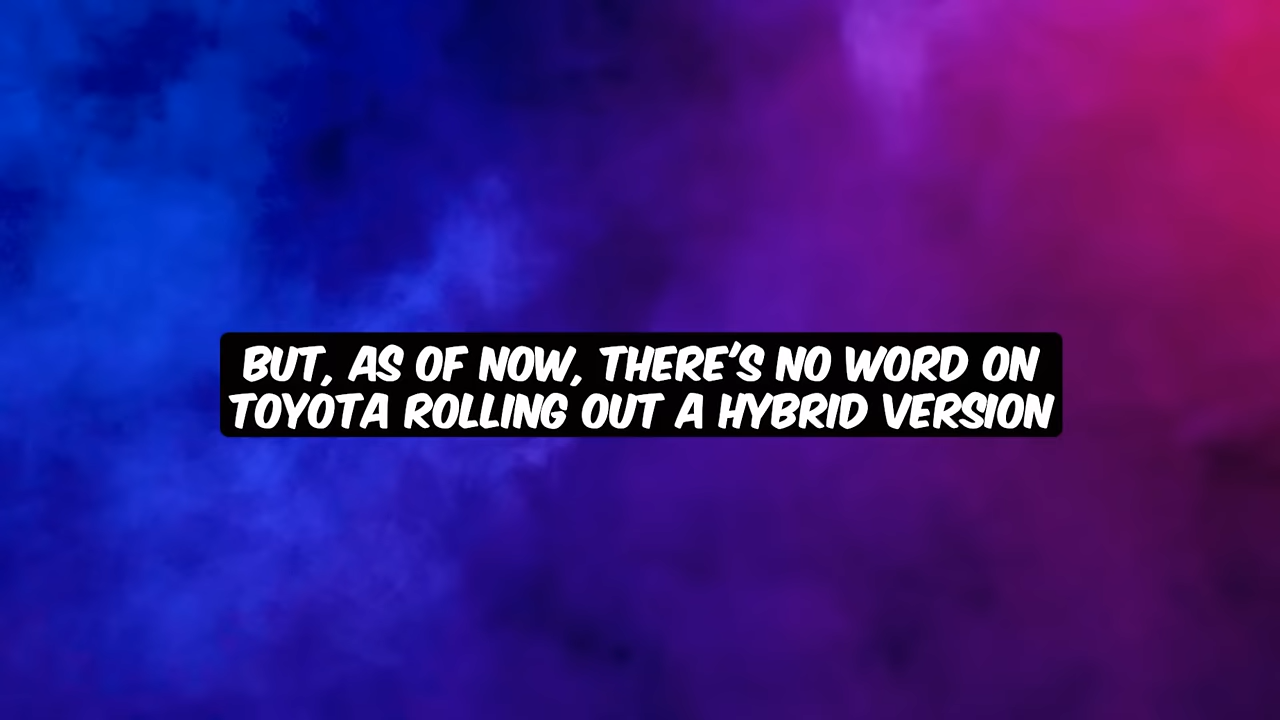 BUT, AS OF NOW, THERE'S NO WORD ON
TOYOTA ROLLING OUT A HYBRID VERSION